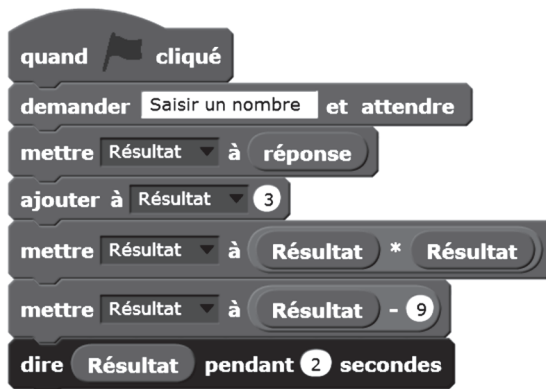 quand cliqué
demander Saisir un nombre et attendre
mettre Résultat à réponse
ajouter à Résultat 3
mettre Résultat à Résultat * Résultat
mettre Résultat à Résultat - 9
dire Résultat pendant 2 secondes